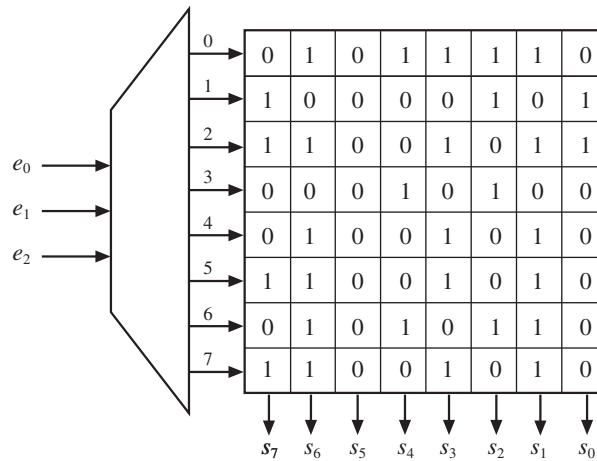 0 0 1 0 1 1 1 1 0
1 1 0 0 0 0 1 0 1
2 1 1 0 0 1 0 1 1
e₀
3 0 0 0 1 0 1 0 0
e₁
4 0 1 0 0 1 0 1 0
e₂
5 1 1 0 0 1 0 1 0
6 0 1 0 1 0 1 1 0
7 1 1 0 0 1 0 1 0
s₇ s₆ s₅ s₄ s₃ s₂ s₁ s₀